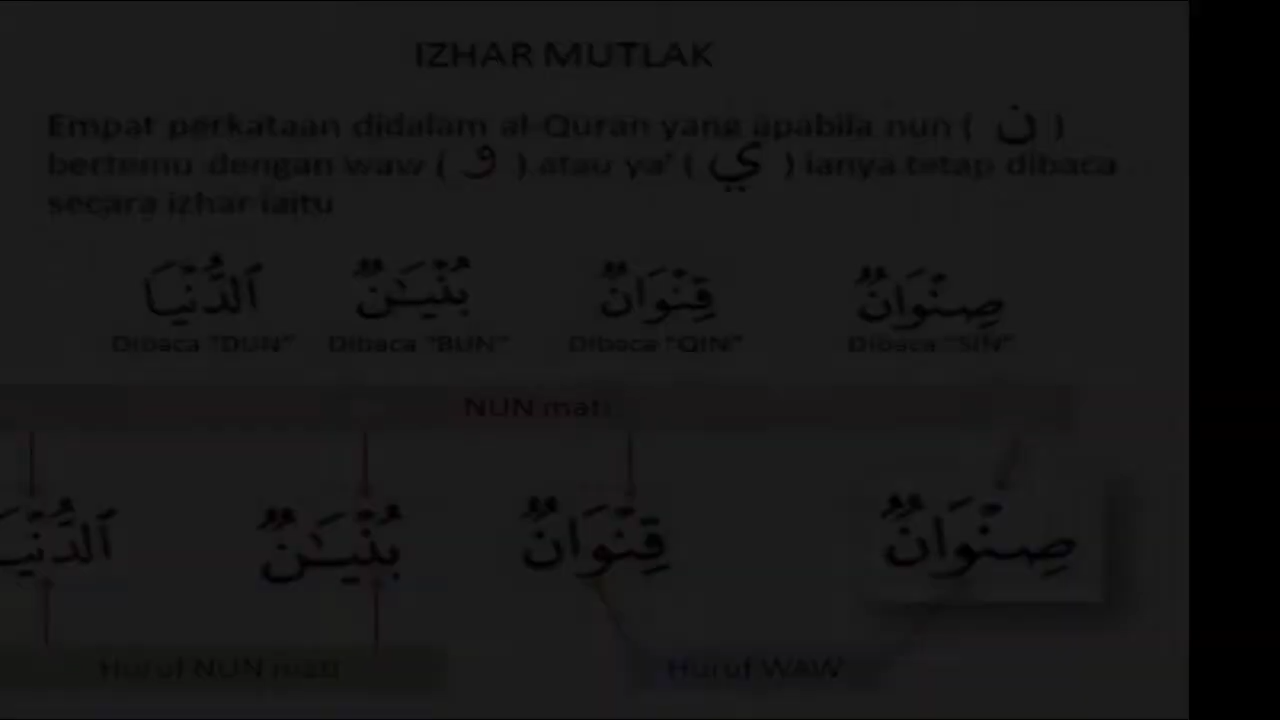 IZHAR MUTLAK
Empat perkataan didalam al-Quran yang apabila nun ( ن )
bertemu dengan waw ( و ) atau ya' ( ي ) ianya tetap dibaca
secara izhar iaitu
اَلدُّنْيَا بُنْيَـٰنٌ قِنْوَانٌ صِنْوَانٌ
Dibaca "DUN" Dibaca "BUN" Dibaca "QIN" Dibaca "SIN"
NUN mati
اَلدُّنْيَا بُنْيَـٰنٌ قِنْوَانٌ صِنْوَانٌ
Huruf NUN mati Huruf WAW